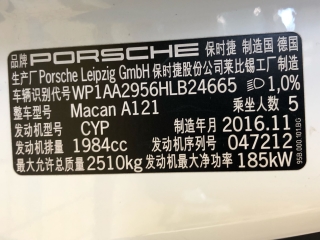 品牌 PORSCHE 保时捷 制造国 德国
生产厂 Porsche Leipzig GmbH 保时捷股份公司莱比锡工厂制造
车辆识别代号 WP1AA2956HLB24665 1,0%
整车型号 Macan A121 乘坐人数 5
发动机型号 CYP 制造年月 2016.11
发动机排量 1984cc 发动机序列号 047212
最大允许总质量 2510kg 发动机最大净功率 185kW
95B 000 101BG